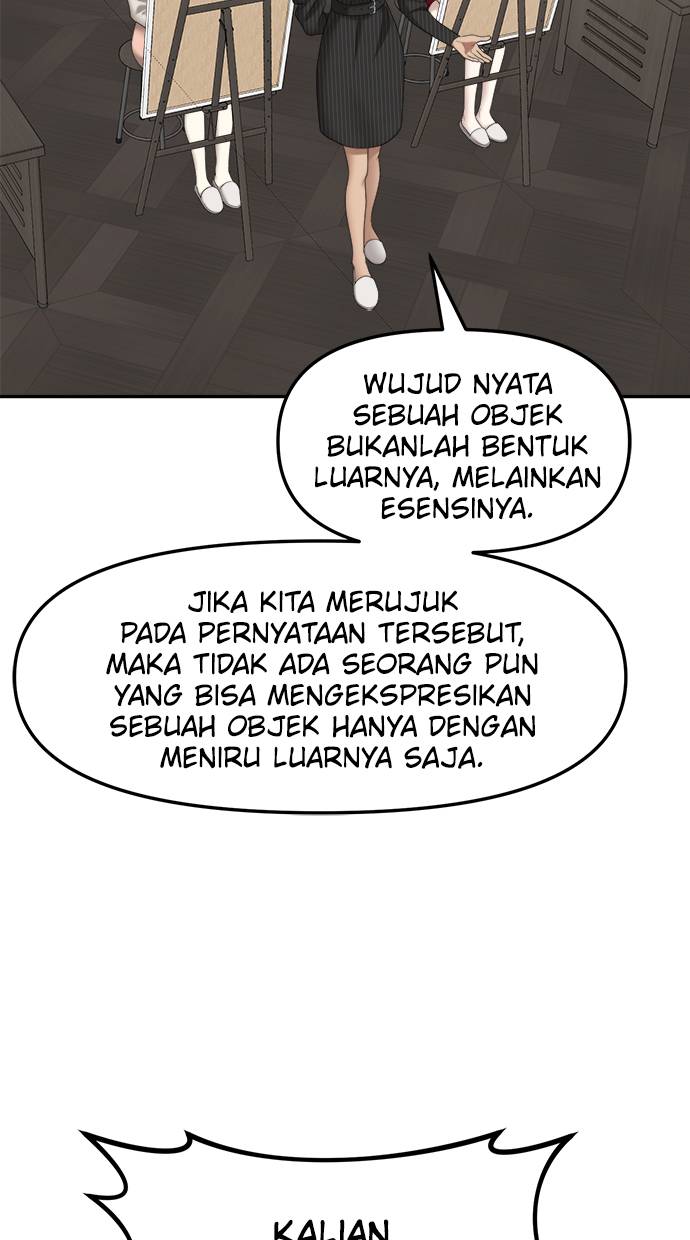 WUJUD NYATA
SEBUAH OBJEK
BUKANLAH BENTUK
LUARNYA, MELAINKAN
ESENSINYA.
JIKA KITA MERUJUK
PADA PERNYATAAN TERSEBUT,
MAKA TIDAK ADA SEORANG PUN
YANG BISA MENGEKSPRESIKAN
SEBUAH OBJEK HANYA DENGAN
MENIRU LUARNYA SAJA.
KALIAN